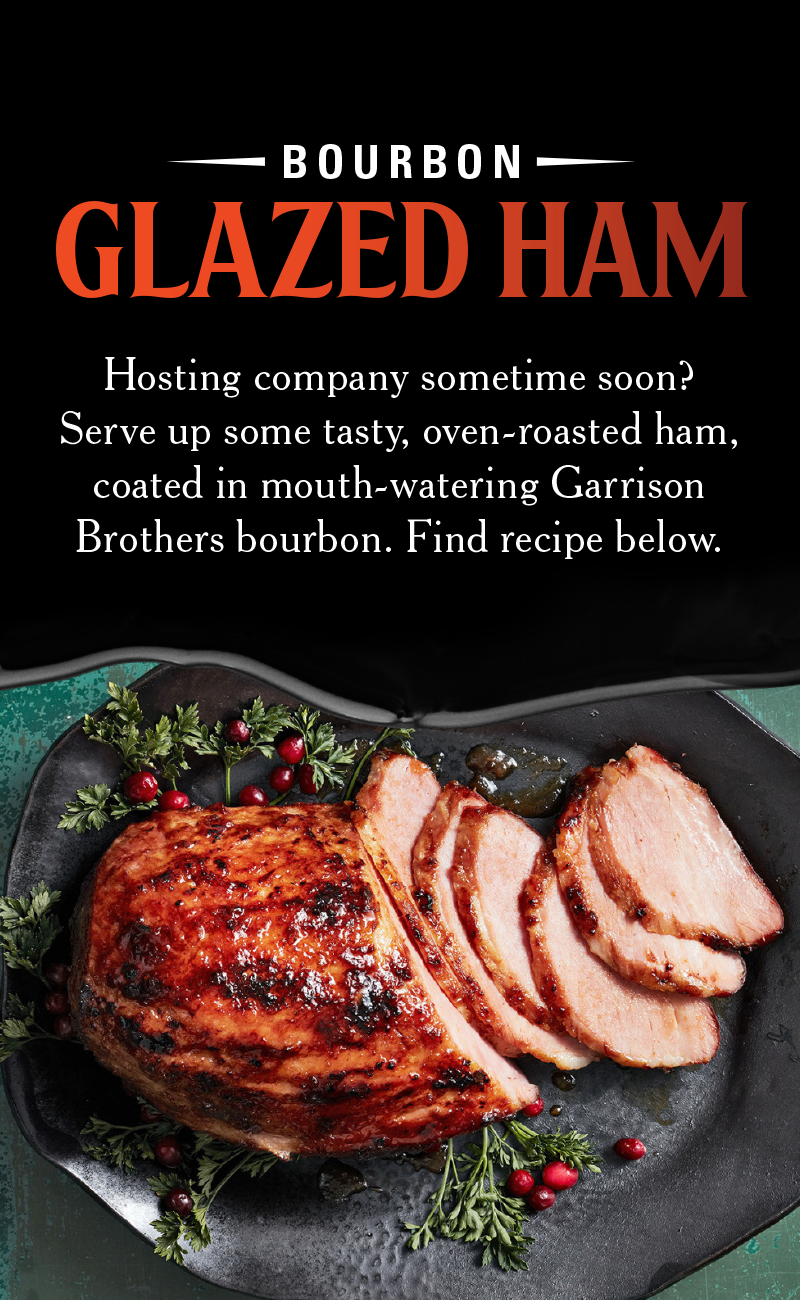 BOURBON
GLAZED HAM
Hosting company sometime soon?
Serve up some tasty, oven-roasted ham,
coated in mouth-watering Garrison
Brothers bourbon. Find recipe below.